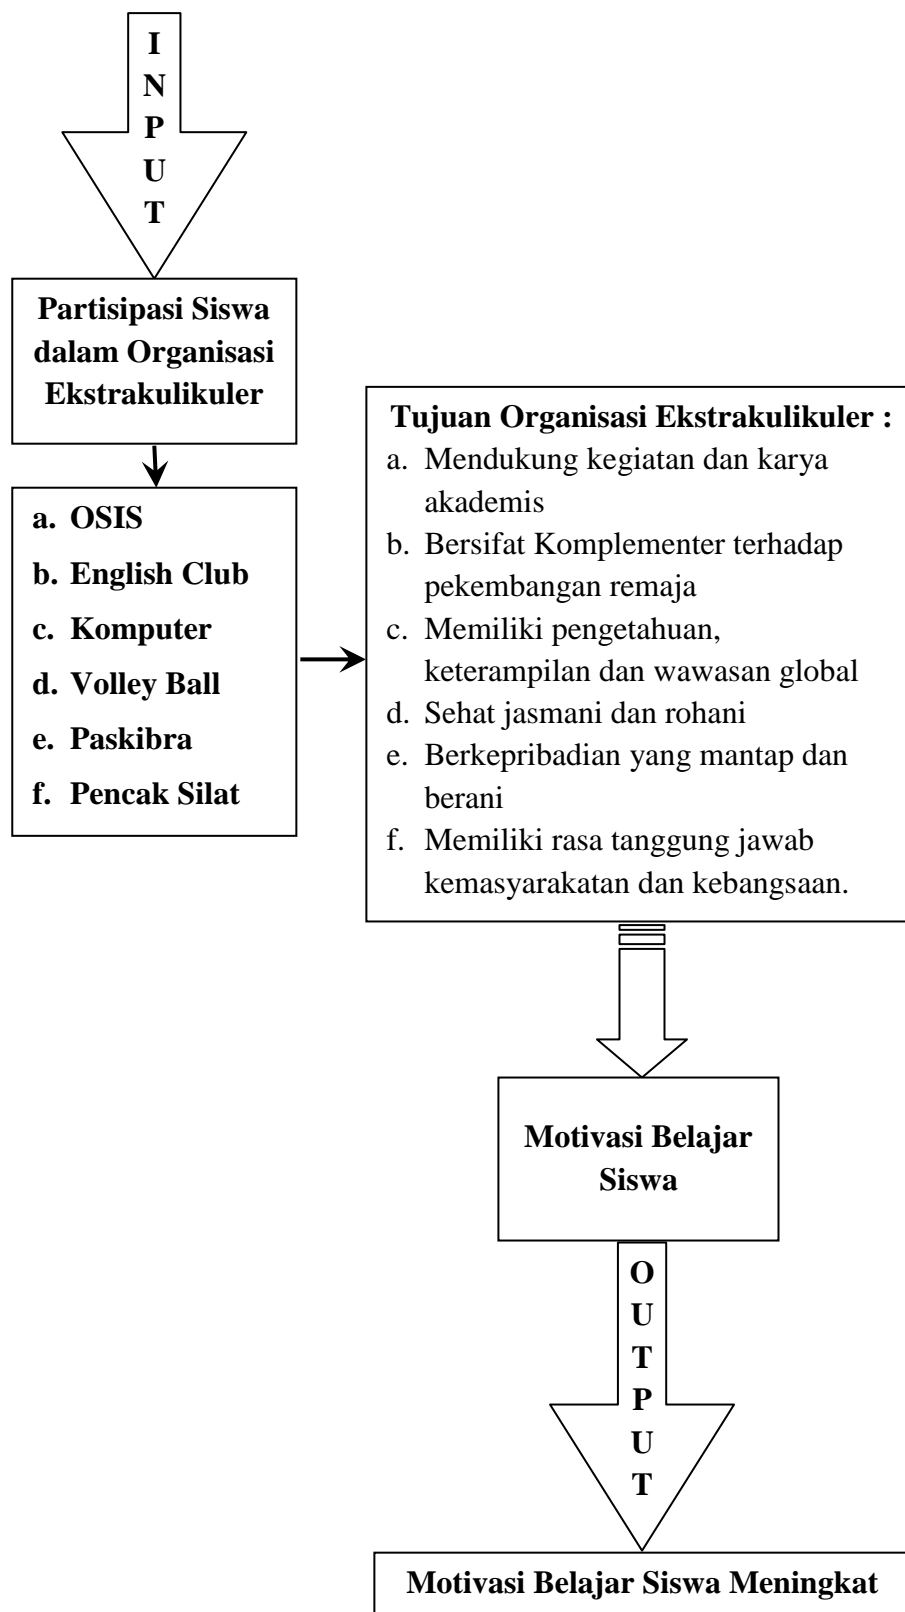 I
N
P
U
T
Partisipasi Siswa
dalam Organisasi
Ekstrakulikuler
a. OSIS
b. English Club
c. Komputer
d. Volley Ball
e. Paskibra
f. Pencak Silat
Tujuan Organisasi Ekstrakulikuler :
a. Mendukung kegiatan dan karya
akademis
b. Bersifat Komplementer terhadap
pekembangan remaja
c. Memiliki pengetahuan,
keterampilan dan wawasan global
d. Sehat jasmani dan rohani
e. Berkepribadian yang mantap dan
berani
f. Memiliki rasa tanggung jawab
kemasyarakatan dan kebangsaan.
Motivasi Belajar
Siswa
O
U
T
P
U
T
Motivasi Belajar Siswa Meningkat